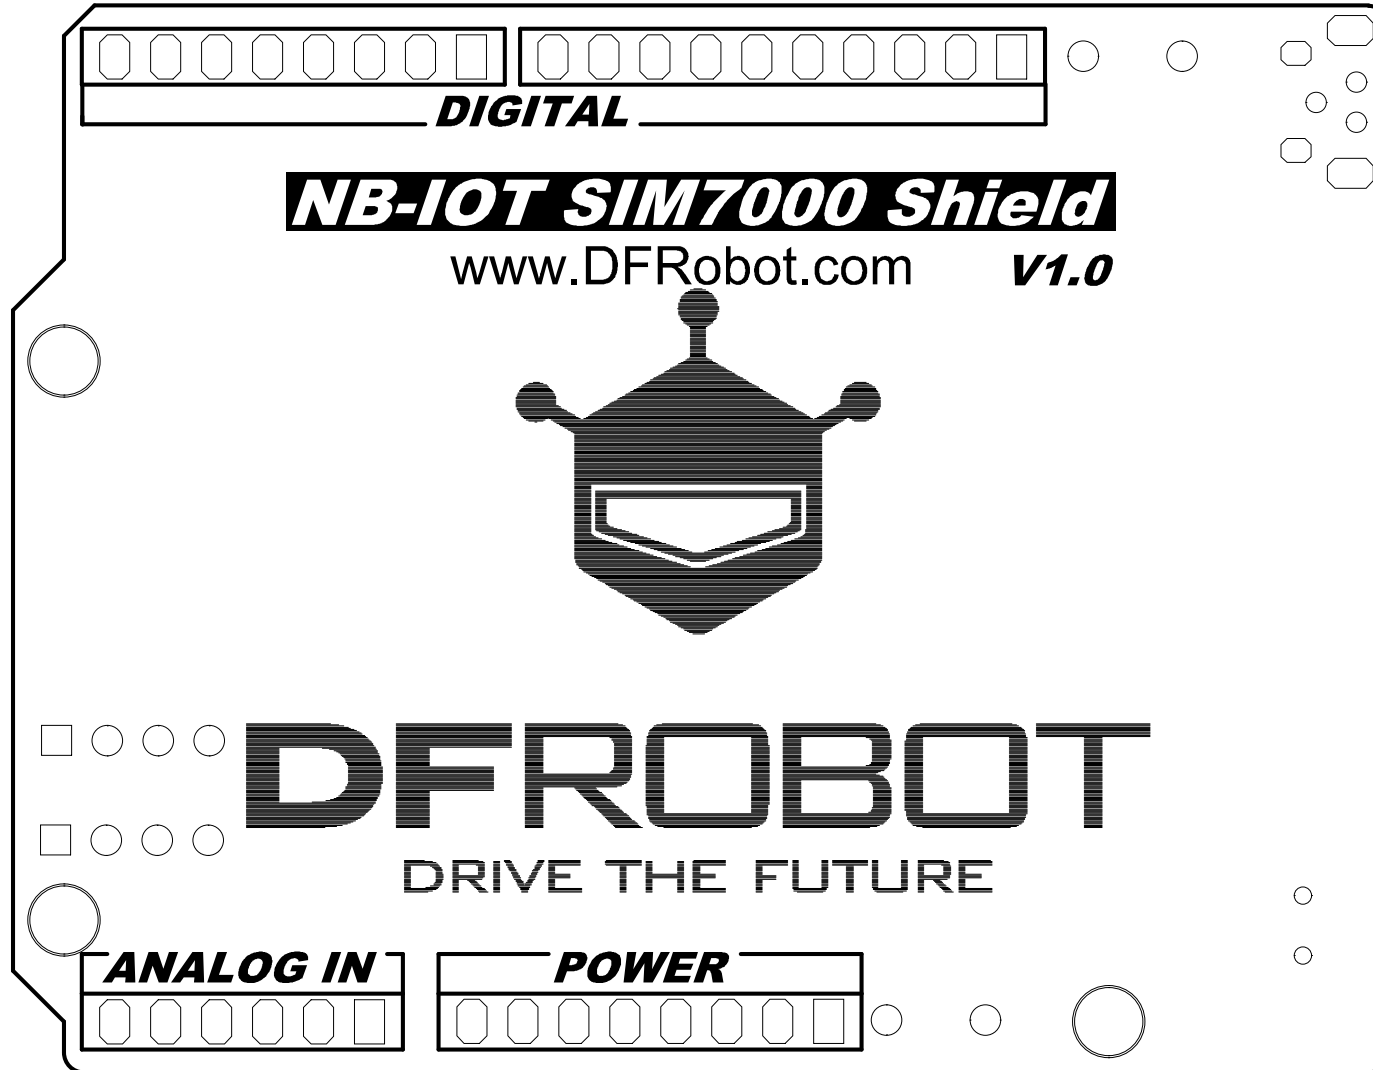 DIGITAL
NB-IOT SIM7000 Shield
www.DFRobot.com
V1.0
DFROBOT
DRIVE THE FUTURE
ANALOG IN
POWER